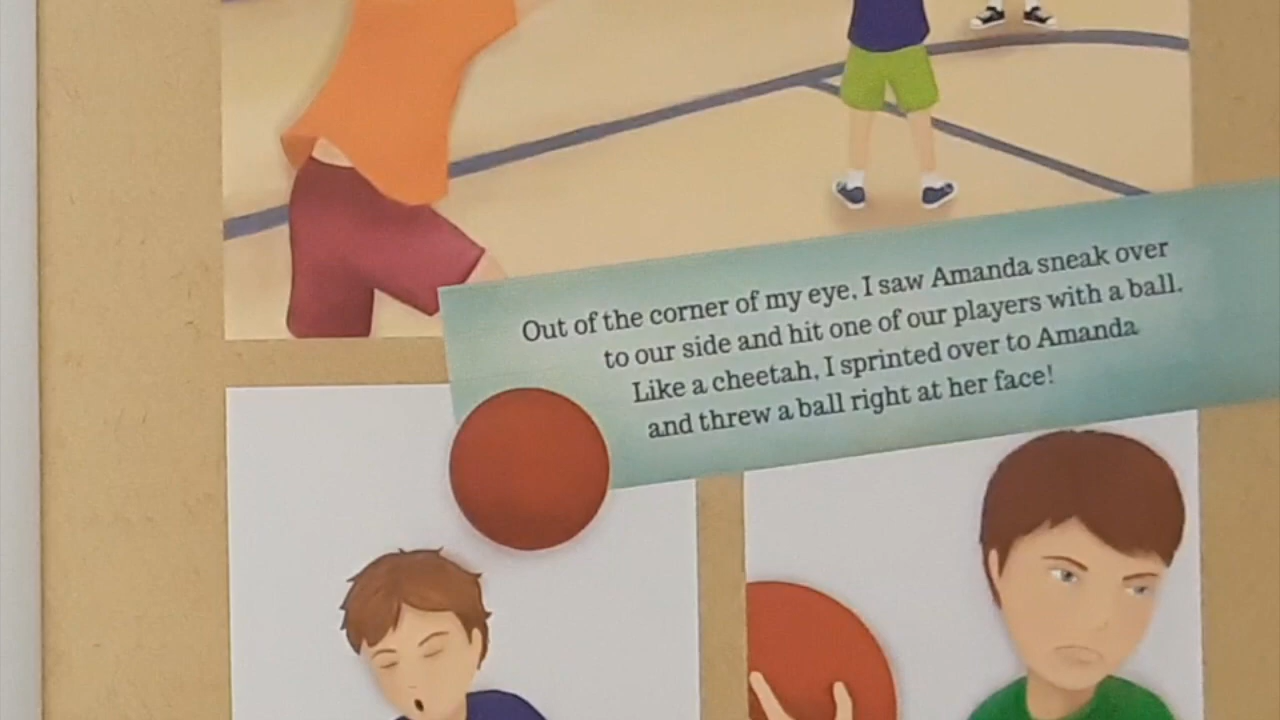 Out of the corner of my eye, I saw Amanda sneak over
to our side and hit one of our players with a ball.
Like a cheetah, I sprinted over to Amanda
and threw a ball right at her face!